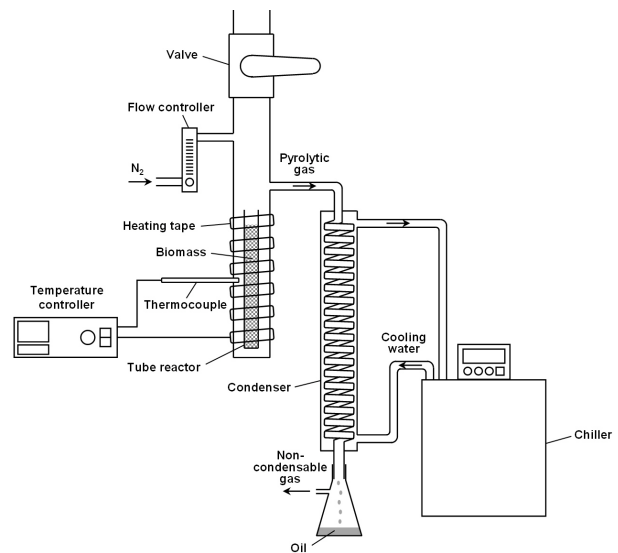 Valve
Flow controller
N2
Pyrolytic
gas
Heating tape
Biomass
Temperature
controller
Thermocouple
Cooling
water
Tube reactor
Condenser
Chiller
Non-
condensable
gas
Oil